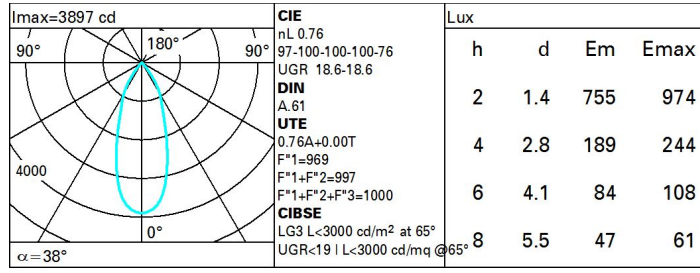 Imax=3897 cd
90° 180° 90°
4000
0°
α=38°
CIE
nL 0.76
97-100-100-100-76
UGR 18.6-18.6
DIN
A.61
UTE
0.76A+0.00T
F"1=969
F"1+F"2=997
F"1+F"2+F"3=1000
CIBSE
LG3 L<3000 cd/m² at 65°
UGR<19 | L<3000 cd/mq @65°
Lux
h d Em Emax
2 1.4 755 974
4 2.8 189 244
6 4.1 84 108
8 5.5 47 61